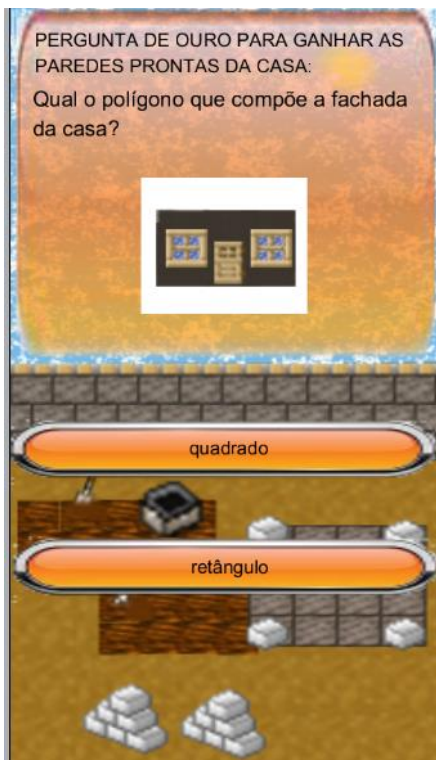 PERGUNTA DE OURO PARA GANHAR AS
PAREDES PRONTAS DA CASA:
Qual o polígono que compõe a fachada
da casa?
quadrado
retângulo